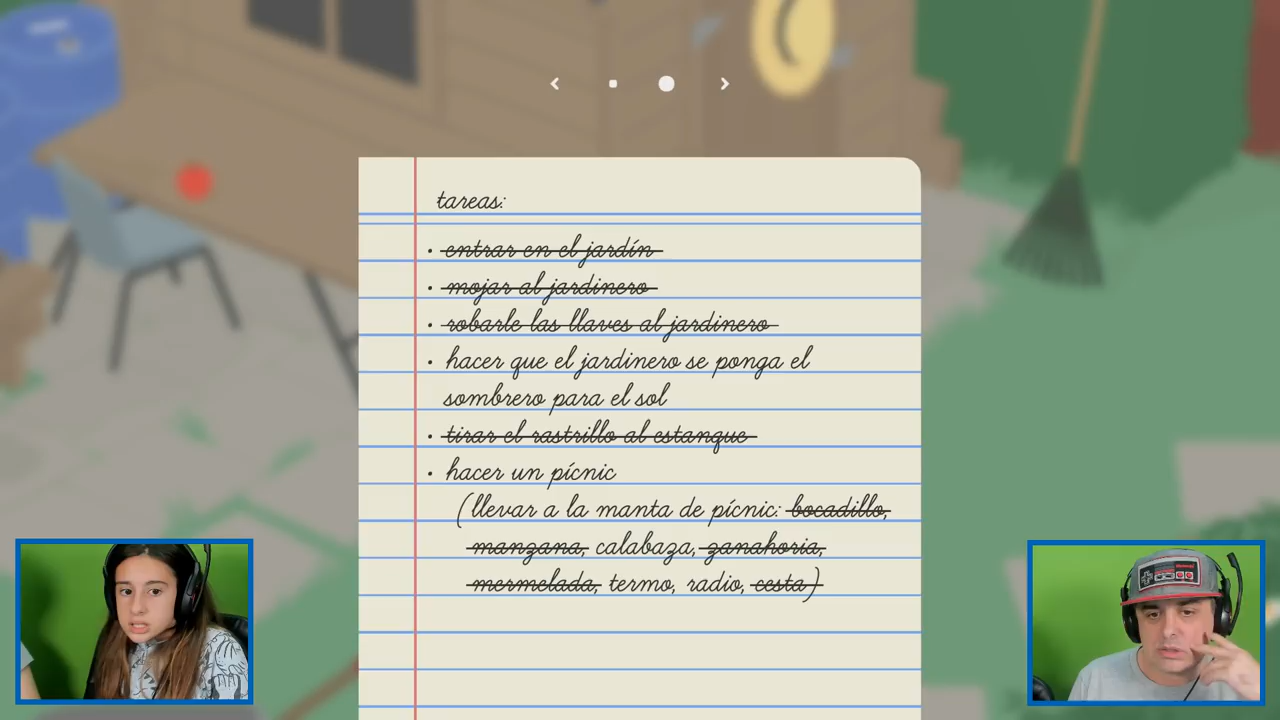 tareas:
• entrar en el jardín
• mojar al jardinero
• robarle las llaves al jardinero
• hacer que el jardinero se ponga el
sombrero para el sol
• tirar el rastrillo al estanque
• hacer un pícnic
(llevar a la manta de pícnic: bocadillo,
manzana, calabaza, zanahoria,
mermelada, termo, radio, cesta)